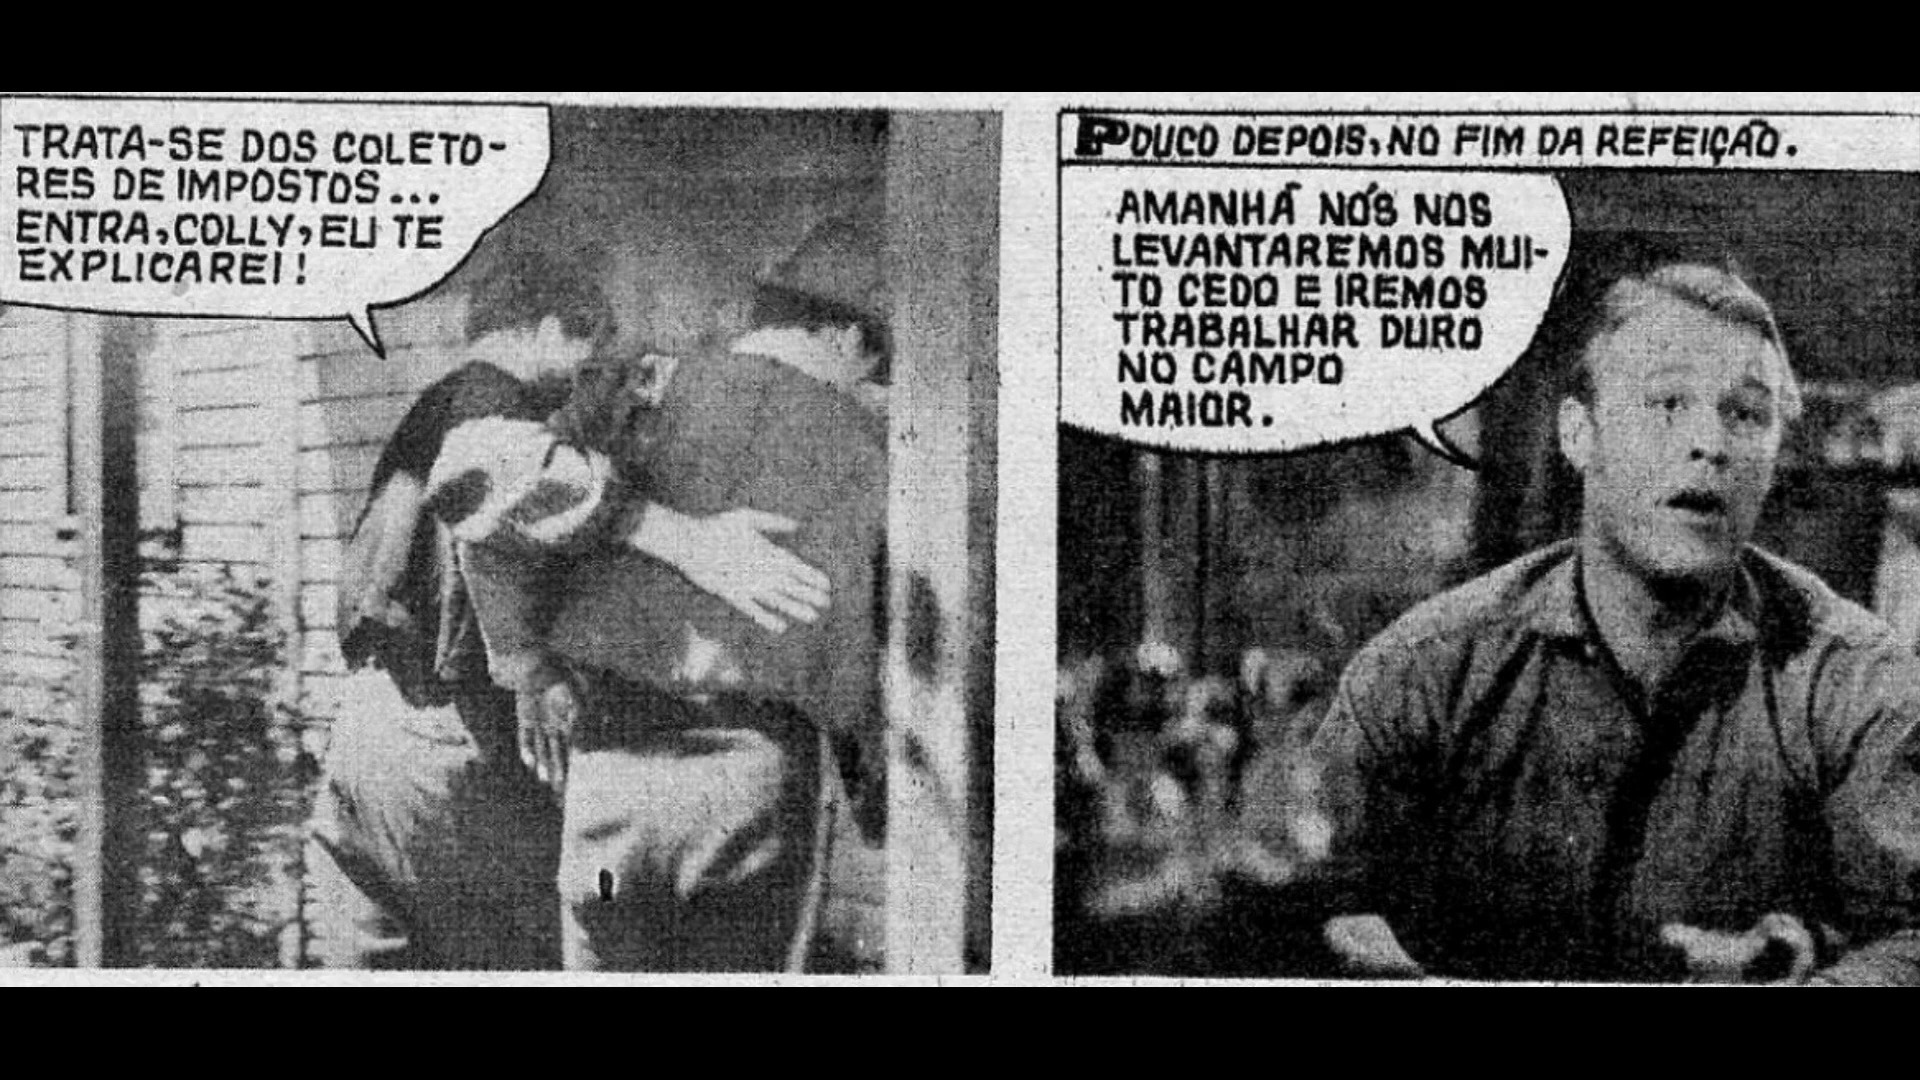 TRATA-SE DOS COLETO-
RES DE IMPOSTOS...
ENTRA, COLLY, EU TE
EXPLICAREI!
POUCO DEPOIS, NO FIM DA REFEIÇÃO.
AMANHÃ NÓS NOS
LEVANTAREMOS MUI-
TO CEDO E IREMOS
TRABALHAR DURO
NO CAMPO
MAIOR.